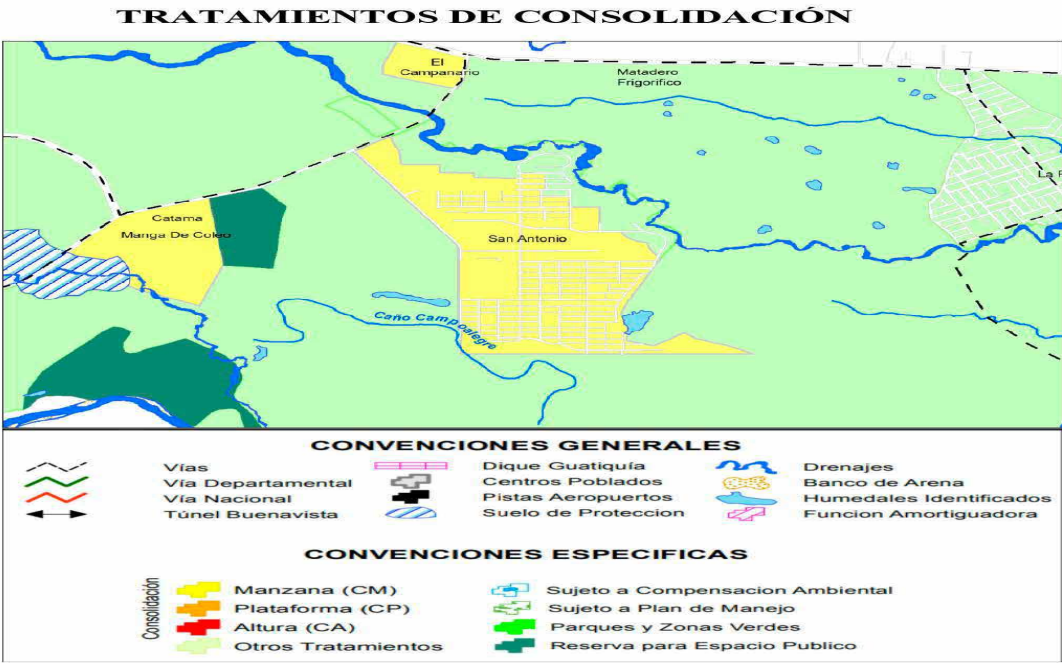 TRATAMIENTOS DE CONSOLIDACIÓN
El
Campanario
Matadero
Frigorifico
La
Catama
Manga De Coleo
San Antonio
Caño Campoalegre
CONVENCIONES GENERALES
Vías
Vía Departamental
Vía Nacional
Túnel Buenavista
Dique Guatiquía
Centros Poblados
Pistas Aeropuertos
Suelo de Proteccion
Drenajes
Banco de Arena
Humedales Identificados
Funcion Amortiguadora
CONVENCIONES ESPECIFICAS
Consolidación
Manzana (CM)
Plataforma (CP)
Altura (CA)
Otros Tratamientos
Sujeto a Compensacion Ambiental
Sujeto a Plan de Manejo
Parques y Zonas Verdes
Reserva para Espacio Publico